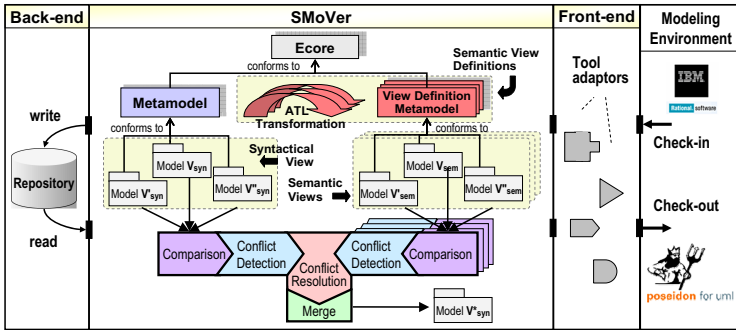 Back-end
SMoVer
Front-end
Modeling
Environment
Ecore
conforms to
Semantic View
Definitions
Tool
adaptors
IBM
Rational. software
Metamodel
ATL
Transformation
View Definition
Metamodel
write
conforms to
conforms to
Check-in
Syntactical
View
Repository
Model Vsyn
Model V'syn
Model V''syn
Semantic
Views
Model Vsem
Model V'sem
Model V''sem
read
Check-out
Comparison
Conflict
Detection
Conflict
Resolution
Conflict
Detection
Comparison
Merge
Model V*syn
poseidon for uml